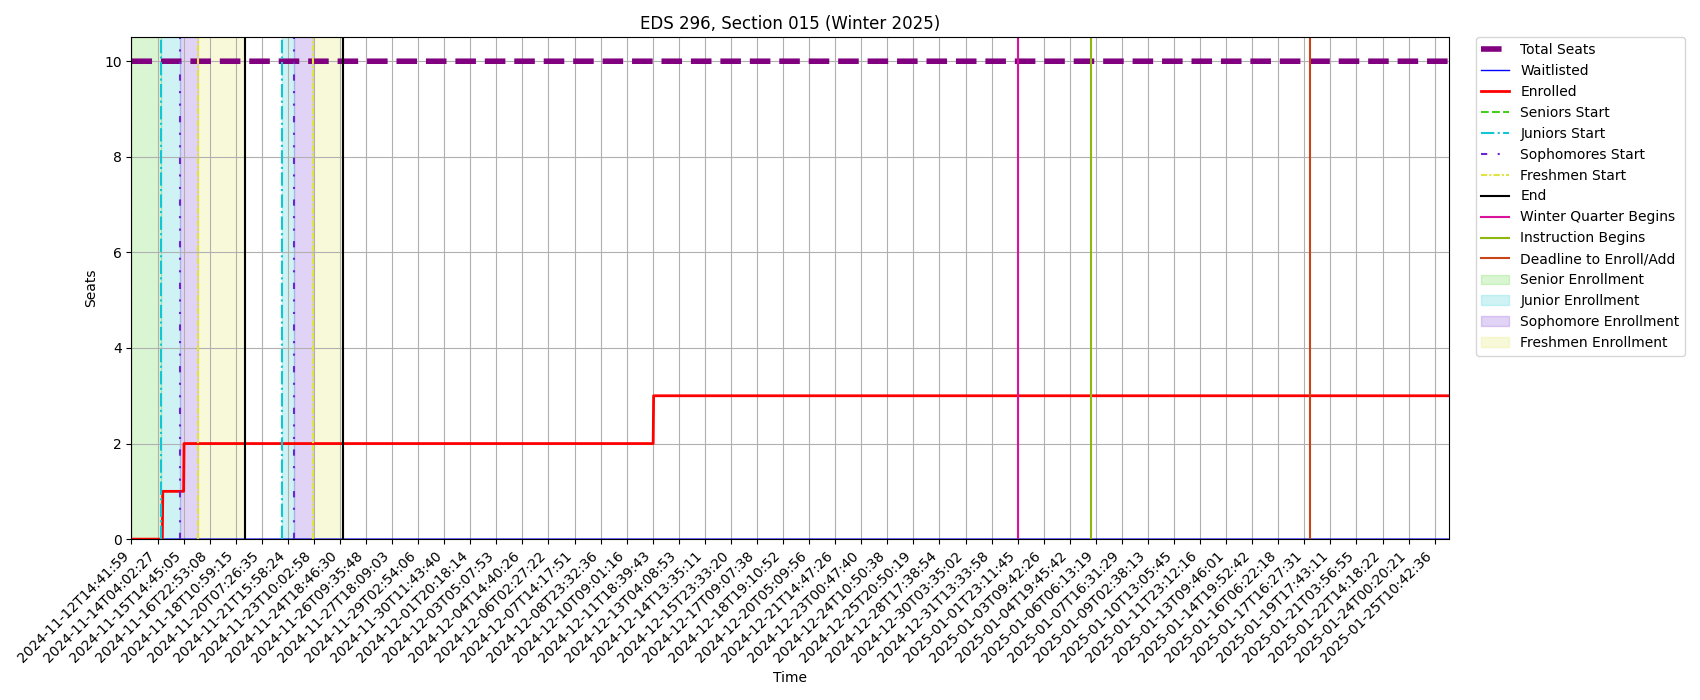 EDS 296, Section 015 (Winter 2025)
10
8
6
4
2
0
Seats
2024-11-12T14:41:59
2024-11-14T04:02:27
2024-11-15T14:45:05
2024-11-16T22:53:08
2024-11-18T10:59:15
2024-11-20T07:26:35
2024-11-21T15:58:24
2024-11-23T10:02:58
2024-11-24T18:46:30
2024-11-26T09:35:48
2024-11-27T18:09:03
2024-11-29T02:54:06
2024-11-30T11:43:40
2024-12-01T20:18:14
2024-12-03T05:07:53
2024-12-04T14:40:26
2024-12-06T02:27:22
2024-12-07T14:17:51
2024-12-08T23:32:36
2024-12-10T09:01:16
2024-12-11T18:39:43
2024-12-13T04:08:53
2024-12-14T13:35:11
2024-12-15T23:33:20
2024-12-17T09:07:38
2024-12-18T19:10:52
2024-12-20T05:09:56
2024-12-21T14:47:26
2024-12-23T00:47:40
2024-12-24T10:50:38
2024-12-25T20:50:19
2024-12-28T17:38:54
2024-12-30T03:35:02
2024-12-31T13:33:58
2025-01-01T23:11:45
2025-01-03T09:42:26
2025-01-04T19:45:42
2025-01-06T06:13:19
2025-01-07T16:31:29
2025-01-09T02:38:13
2025-01-10T13:05:45
2025-01-11T23:12:16
2025-01-13T09:46:01
2025-01-14T19:52:42
2025-01-16T06:22:18
2025-01-17T16:27:31
2025-01-19T17:43:11
2025-01-21T03:56:55
2025-01-22T14:18:22
2025-01-24T00:20:21
2025-01-25T10:42:36
Time
Total Seats
Waitlisted
Enrolled
Seniors Start
Juniors Start
Sophomores Start
Freshmen Start
End
Winter Quarter Begins
Instruction Begins
Deadline to Enroll/Add
Senior Enrollment
Junior Enrollment
Sophomore Enrollment
Freshmen Enrollment